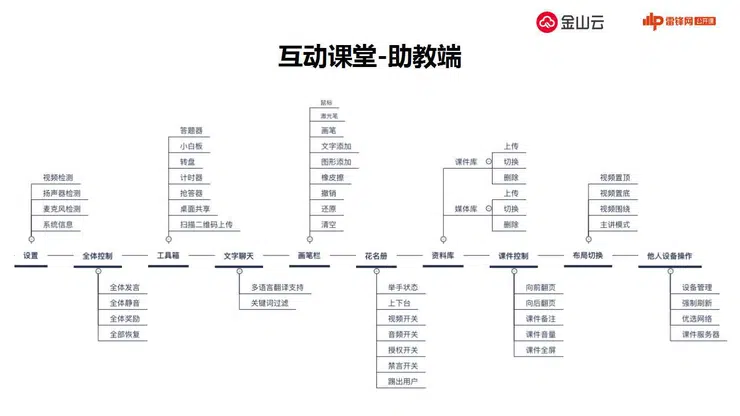 金山云
雷锋网 公开课
互动课堂-助教端
鼠标
激光笔
画笔
文字添加
图形添加
橡皮擦
撤销
还原
清空
答题器
小白板
转盘
计时器
抢答器
桌面共享
扫描二维码上传
视频检测
扬声器检测
麦克风检测
系统信息
课件库
上传
切换
删除
媒体库
上传
切换
删除
视频置顶
视频置底
视频围绕
主讲模式
设置
全体控制
工具箱
文字聊天
画笔栏
花名册
资料库
课件控制
布局切换
他人设备操作
全体发言
全体静音
全体奖励
全部恢复
多语言翻译支持
关键词过滤
举手状态
上下台
视频开关
音频开关
授权开关
禁言开关
踢出用户
向前翻页
向后翻页
课件备注
课件音量
课件全屏
设备管理
强制刷新
优选网络
课件服务器